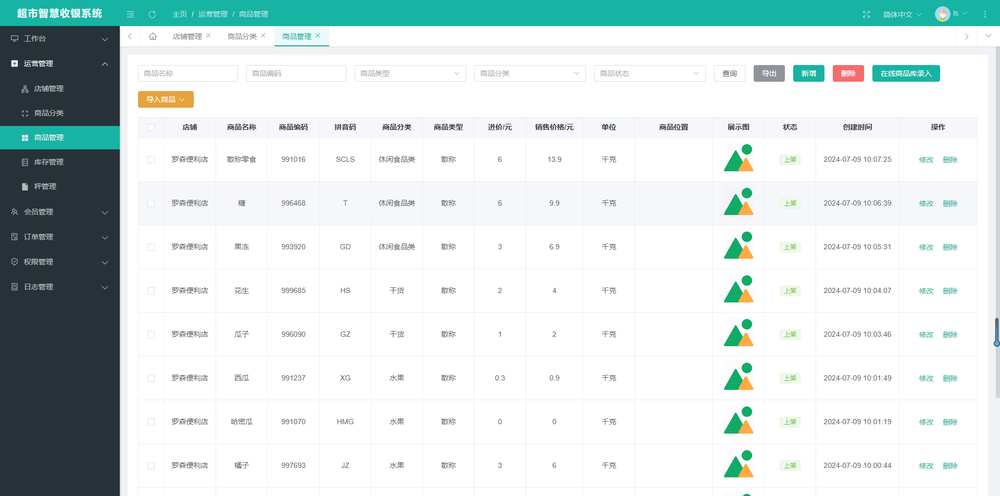 超市智慧收银系统
主页 / 运营管理 / 商品管理
简体中文
ls
工作台
运营管理
店铺管理
商品分类
商品管理
库存管理
秤管理
会员管理
订单管理
权限管理
日志管理
店铺管理 商品分类 商品管理
商品名称 商品编码 商品类型 商品分类 商品状态 查询 导出 新增 删除 在线商品库录入
导入商品
店铺 商品名称 商品编码 拼音码 商品分类 商品类型 进价/元 销售价格/元 单位 商品位置 展示图 状态 创建时间 操作
罗森便利店 散称零食 991016 SCLS 休闲食品类 散称 6 13.9 千克 上架 2024-07-09 10:07:25 修改 删除
罗森便利店 糖 996468 T 休闲食品类 散称 6 9.9 千克 上架 2024-07-09 10:06:39 修改 删除
罗森便利店 果冻 993920 GD 休闲食品类 散称 3 6.9 千克 上架 2024-07-09 10:05:31 修改 删除
罗森便利店 花生 999685 HS 干货 散称 2 4 千克 上架 2024-07-09 10:04:07 修改 删除
罗森便利店 瓜子 996090 GZ 干货 散称 1 2 千克 上架 2024-07-09 10:03:46 修改 删除
罗森便利店 西瓜 991237 XG 水果 散称 0.3 0.9 千克 上架 2024-07-09 10:01:49 修改 删除
罗森便利店 哈密瓜 991070 HMG 水果 散称 0 0 千克 上架 2024-07-09 10:01:19 修改 删除
罗森便利店 橘子 997693 JZ 水果 散称 3 6 千克 上架 2024-07-09 10:00:44 修改 删除